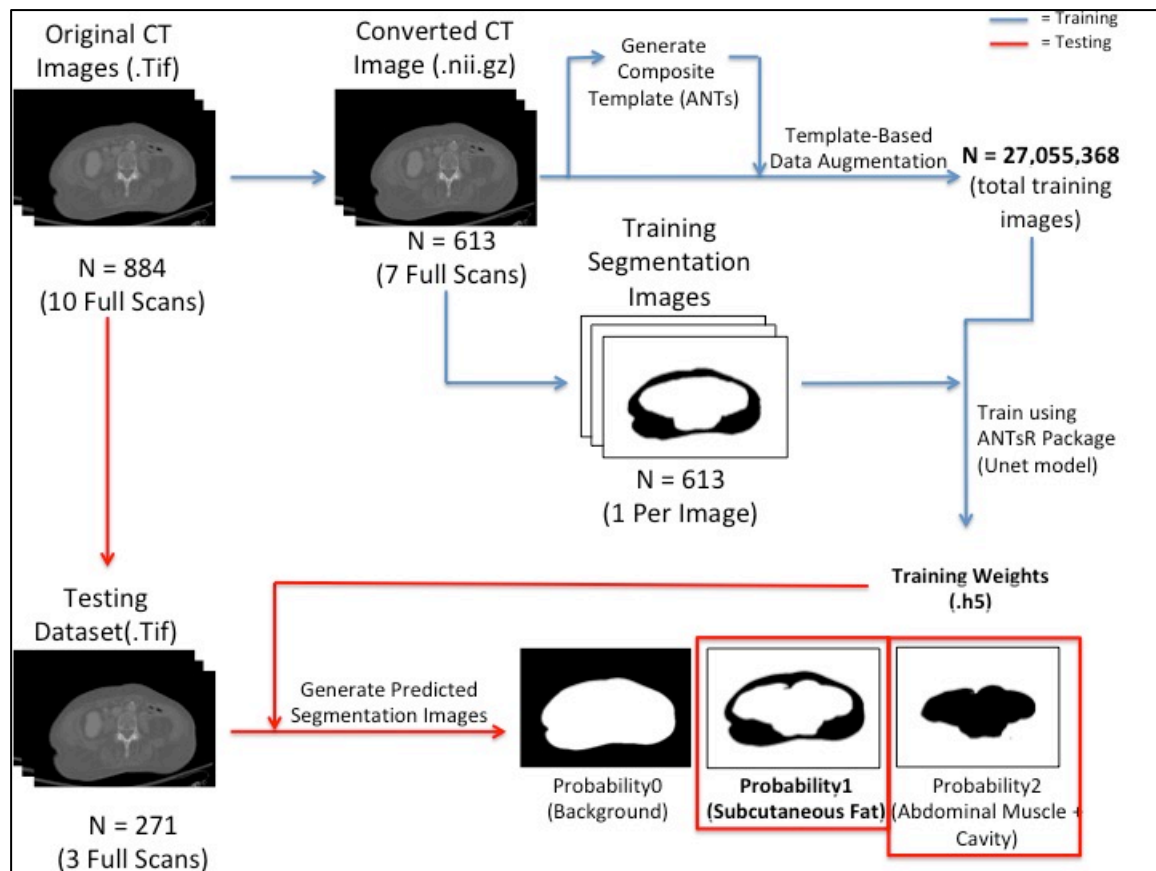 Original CT
Images (.Tif)
N = 884
(10 Full Scans)
Converted CT
Image (.nii.gz)
N = 613
(7 Full Scans)
Generate
Composite
Template (ANTs)
Template-Based
Data Augmentation
= Training
= Testing
N = 27,055,368
(total training
images)
Training
Segmentation
Images
N = 613
(1 Per Image)
Train using
ANTsR Package
(Unet model)
Training Weights
(.h5)
Testing
Dataset(.Tif)
N = 271
(3 Full Scans)
Generate Predicted
Segmentation Images
Probability0
(Background)
Probability1
(Subcutaneous Fat)
Probability2
(Abdominal Muscle +
Cavity)